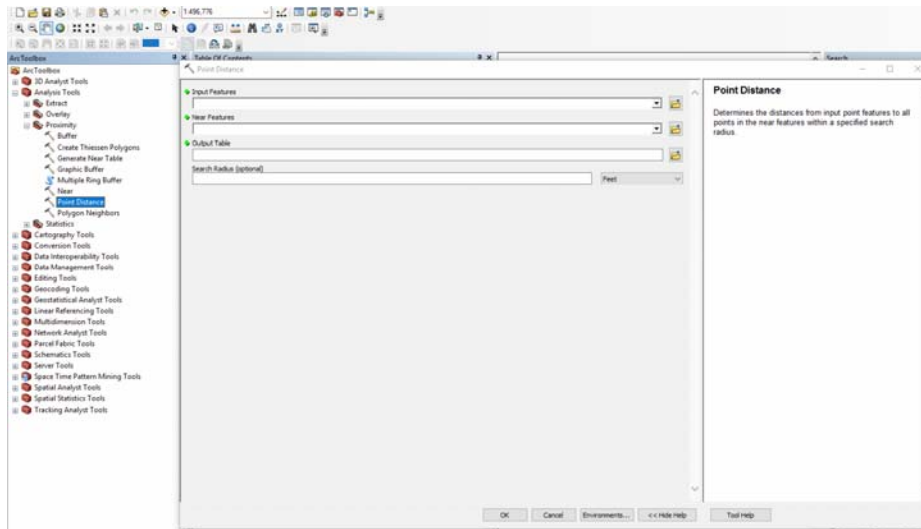 1:496,776
ArcToolbox
Table Of Contents
Search
ArcToolbox
3D Analyst Tools
Analysis Tools
Extract
Overlay
Proximity
Buffer
Create Thiessen Polygons
Generate Near Table
Graphic Buffer
Multiple Ring Buffer
Near
Point Distance
Polygon Neighbors
Statistics
Cartography Tools
Conversion Tools
Data Interoperability Tools
Data Management Tools
Editing Tools
Geocoding Tools
Geostatistical Analyst Tools
Linear Referencing Tools
Multidimension Tools
Network Analyst Tools
Parcel Fabric Tools
Schematics Tools
Server Tools
Space Time Pattern Mining Tools
Spatial Analyst Tools
Spatial Statistics Tools
Tracking Analyst Tools
Point Distance
Input Features
Near Features
Output Table
Search Radius (optional)
Feet
OK
Cancel
Environments...
<< Hide Help
Point Distance
Determines the distances from input point features to all
points in the near features within a specified search
radius.
Tool Help